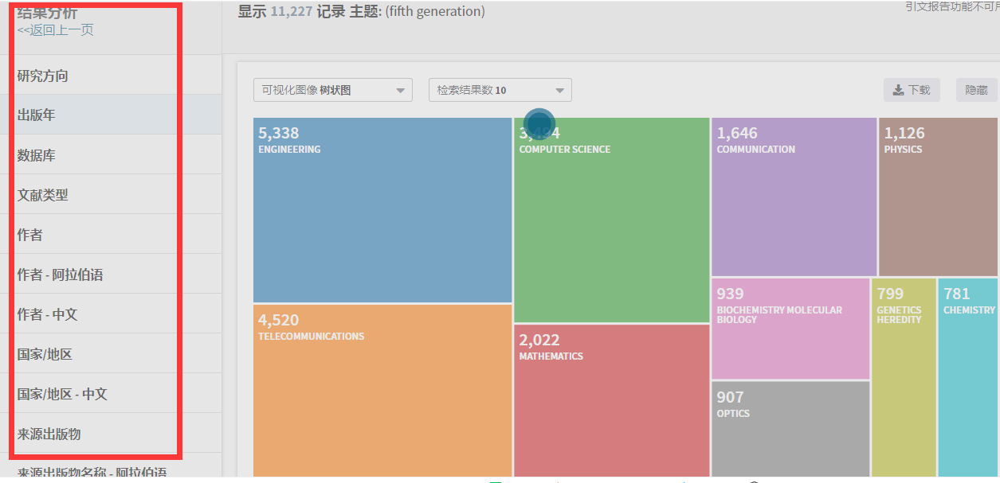 结果分析
<<返回上一页
研究方向
出版年
数据库
文献类型
作者
作者 - 阿拉伯语
作者 - 中文
国家/地区
国家/地区 - 中文
来源出版物
来源出版物名称 - 阿拉伯语
显示 11,227 记录 主题: (fifth generation)
引文报告功能不可用
可视化图像 树状图
检索结果数 10
下载
隐藏
5,338
ENGINEERING
4,520
TELECOMMUNICATIONS
COMPUTER SCIENCE
2,022
MATHEMATICS
1,646
COMMUNICATION
1,126
PHYSICS
939
BIOCHEMISTRY MOLECULAR
BIOLOGY
907
OPTICS
799
GENETICS
HEREDITY
781
CHEMISTRY